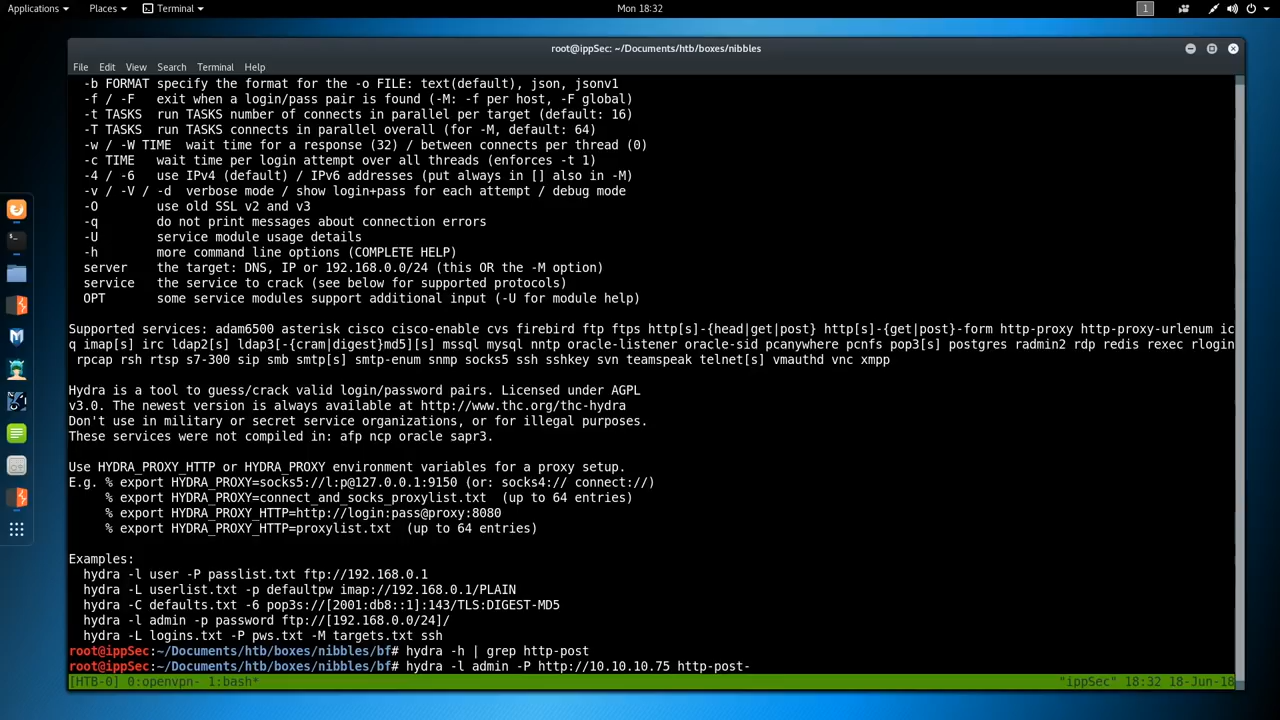 Applications Places Terminal Mon 18:32 1
root@ippSec: ~/Documents/htb/boxes/nibbles
File Edit View Search Terminal Help
-b FORMAT specify the format for the -o FILE: text(default), json, jsonv1
-f / -F exit when a login/pass pair is found (-M: -f per host, -F global)
-t TASKS run TASKS number of connects in parallel per target (default: 16)
-T TASKS run TASKS connects in parallel overall (for -M, default: 64)
-w / -W TIME wait time for a response (32) / between connects per thread (0)
-c TIME wait time per login attempt over all threads (enforces -t 1)
-4 / -6 use IPv4 (default) / IPv6 addresses (put always in [] also in -M)
-v / -V / -d verbose mode / show login+pass for each attempt / debug mode
-O use old SSL v2 and v3
-q do not print messages about connection errors
-U service module usage details
-h more command line options (COMPLETE HELP)
server the target: DNS, IP or 192.168.0.0/24 (this OR the -M option)
service the service to crack (see below for supported protocols)
OPT some service modules support additional input (-U for module help)
Supported services: adam6500 asterisk cisco cisco-enable cvs firebird ftp ftps http[s]-{head|get|post} http[s]-{get|post}-form http-proxy http-proxy-urlenum ic
q imap[s] irc ldap2[s] ldap3[-{cram|digest}md5][s] mssql mysql nntp oracle-listener oracle-sid pcanywhere pcnfs pop3[s] postgres radmin2 rdp redis rexec rlogin
rpcap rsh rtsp s7-300 sip smb smtp[s] smtp-enum snmp socks5 ssh sshkey svn teamspeak telnet[s] vmauthd vnc xmpp
Hydra is a tool to guess/crack valid login/password pairs. Licensed under AGPL
v3.0. The newest version is always available at http://www.thc.org/thc-hydra
Don't use in military or secret service organizations, or for illegal purposes.
These services were not compiled in: afp ncp oracle sapr3.
Use HYDRA_PROXY_HTTP or HYDRA_PROXY environment variables for a proxy setup.
E.g. % export HYDRA_PROXY=socks5://l:p@127.0.0.1:9150 (or: socks4:// connect://)
% export HYDRA_PROXY=connect_and_socks_proxylist.txt (up to 64 entries)
% export HYDRA_PROXY_HTTP=http://login:pass@proxy:8080
% export HYDRA_PROXY_HTTP=proxylist.txt (up to 64 entries)
Examples:
hydra -l user -P passlist.txt ftp://192.168.0.1
hydra -L userlist.txt -p defaultpw imap://192.168.0.1/PLAIN
hydra -C defaults.txt -6 pop3s://[2001:db8::1]:143/TLS:DIGEST-MD5
hydra -l admin -p password ftp://[192.168.0.0/24]/
hydra -L logins.txt -P pws.txt -M targets.txt ssh
root@ippSec:~/Documents/htb/boxes/nibbles/bf# hydra -h | grep http-post
root@ippSec:~/Documents/htb/boxes/nibbles/bf# hydra -l admin -P http://10.10.10.75 http-post-
[HTB-0] 0:openvpn- 1:bash* "ippSec" 18:32 18-Jun-18